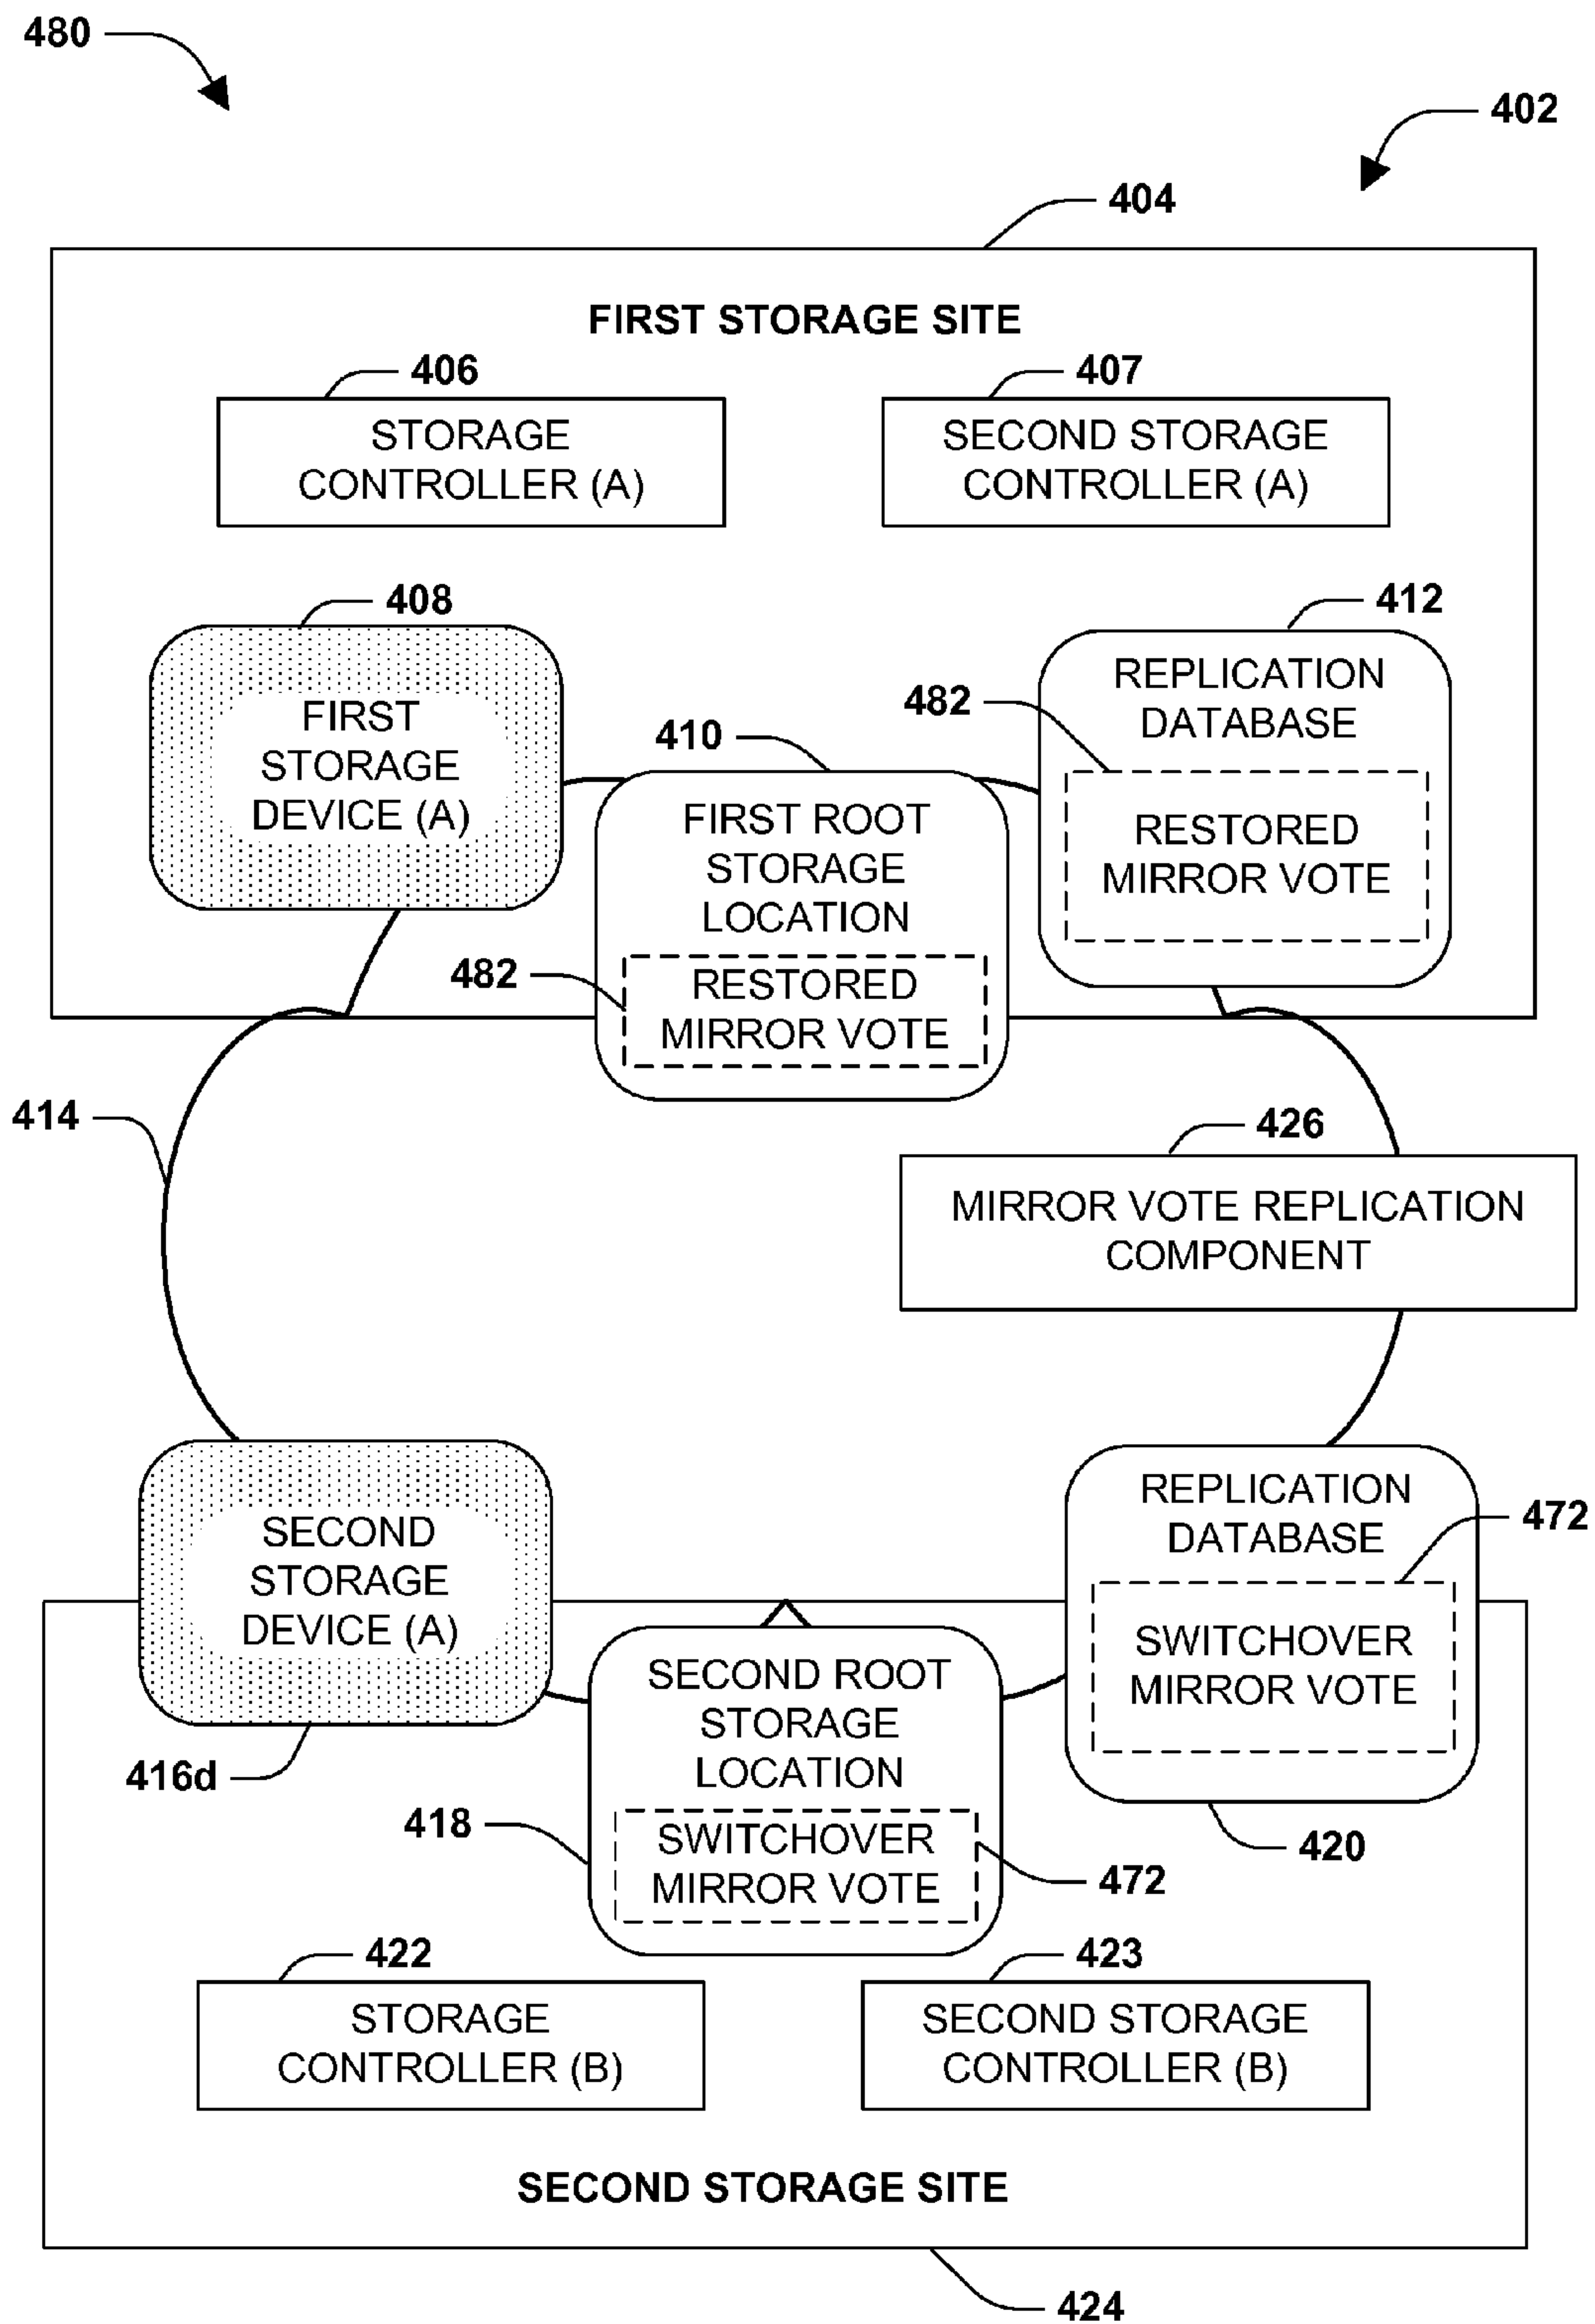 480
402
404
FIRST STORAGE SITE
406
407
STORAGE
CONTROLLER (A)
SECOND STORAGE
CONTROLLER (A)
408
412
FIRST
STORAGE
DEVICE (A)
REPLICATION
DATABASE
482
RESTORED
MIRROR VOTE
410
FIRST ROOT
STORAGE
LOCATION
482
RESTORED
MIRROR VOTE
414
426
MIRROR VOTE REPLICATION
COMPONENT
SECOND
STORAGE
DEVICE (A)
416d
REPLICATION
DATABASE
472
SWITCHOVER
MIRROR VOTE
420
SECOND ROOT
STORAGE
LOCATION
418
SWITCHOVER
MIRROR VOTE
472
422
423
STORAGE
CONTROLLER (B)
SECOND STORAGE
CONTROLLER (B)
SECOND STORAGE SITE
424